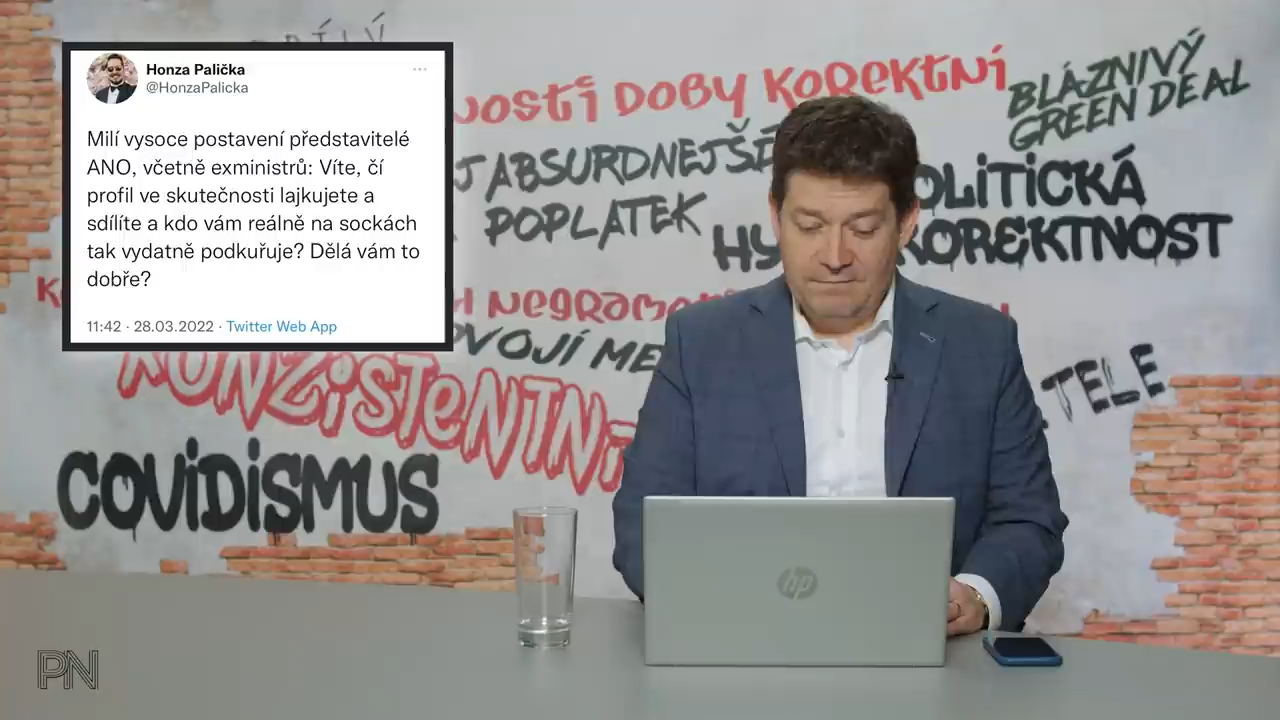 Honza Palička
@HonzaPalicka
Milí vysoce postavení představitelé
ANO, včetně exministrů: Víte, čí
profil ve skutečnosti lajkujete a
sdílíte a kdo vám reálně na sockách
tak vydatně podkuřuje? Dělá vám to
dobře?
11:42 · 28.03.2022 · Twitter Web App
DOBY KOREKTNÍ
BLÁZNIVÝ
GREEN DEAL
POPLATEK
COVIDISMUS
TELE
hp
PN